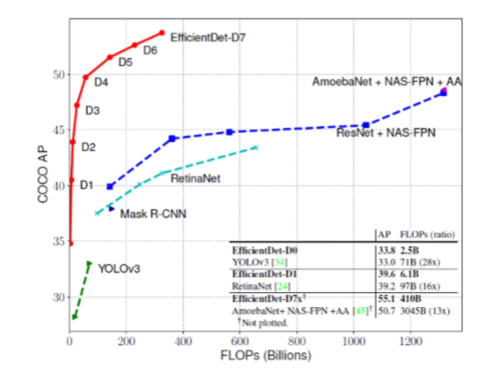 EfficientDet-D7
D6
D5
D4
AmoebaNet + NAS-FPN + AA
D3
D2
ResNet + NAS-FPN
D1
RetinaNet
Mask R-CNN
YOLOv3
COCO AP
50
45
40
35
30
AP FLOPs (ratio)
EfficientDet-D0 33.8 2.5B
YOLOv3 [34] 33.0 71B (28x)
EfficientDet-D1 39.6 6.1B
RetinaNet [24] 39.2 97B (16x)
EfficientDet-D7x† 55.1 410B
AmoebaNet+ NAS-FPN +AA [45]† 50.7 3045B (13x)
†Not plotted.
0 200 400 600 800 1000 1200
FLOPs (Billions)